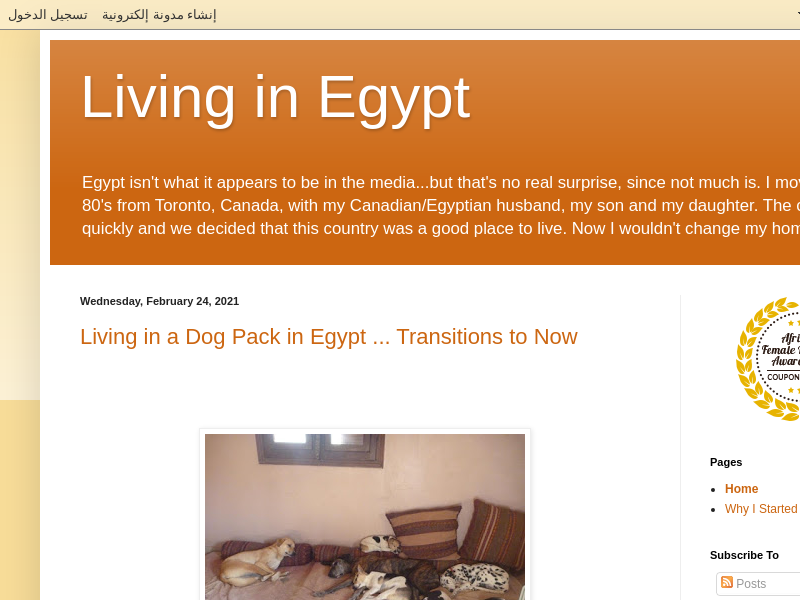 تسجيل الدخول
إنشاء مدونة إلكترونية
Living in Egypt
Egypt isn't what it appears to be in the media...but that's no real surprise, since not much is. I
80's from Toronto, Canada, with my Canadian/Egyptian husband, my son and my daughter. The
quickly and we decided that this country was a good place to live. Now I wouldn't change my
Wednesday, February 24, 2021
Living in a Dog Pack in Egypt ... Transitions to Now
Female
COUPON
Pages
Home
Why I Started
Subscribe To
Posts